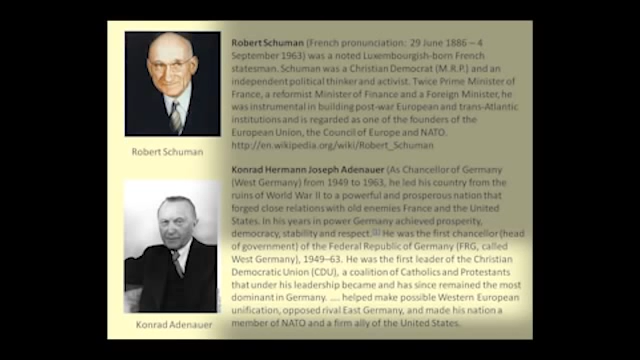 Robert Schuman (French pronunciation: 29 June 1886 – 4
September 1963) was a noted Luxembourgish-born French
statesman. Schuman was a Christian Democrat (M.R.P.) and an
independent political thinker and activist. Twice Prime Minister of
France, a reformist Minister of Finance and a Foreign Minister, he
was instrumental in building post-war European and trans-Atlantic
institutions and is regarded as one of the founders of the
European Union, the Council of Europe and NATO.
http://en.wikipedia.org/wiki/Robert_Schuman
Robert Schuman
Konrad Hermann Joseph Adenauer (As Chancellor of Germany
(West Germany) from 1949 to 1963, he led his country from the
ruins of World War II to a powerful and prosperous nation that
forged close relations with old enemies France and the United
States. In his years in power Germany achieved prosperity,
democracy, stability and respect.[1] He was the first chancellor (head
of government) of the Federal Republic of Germany (FRG, called
West Germany), 1949–63. He was the first leader of the Christian
Democratic Union (CDU), a coalition of Catholics and Protestants
that under his leadership became and has since remained the most
dominant in Germany. .... helped make possible Western European
unification, opposed rival East Germany, and made his nation a
member of NATO and a firm ally of the United States.
Konrad Adenauer